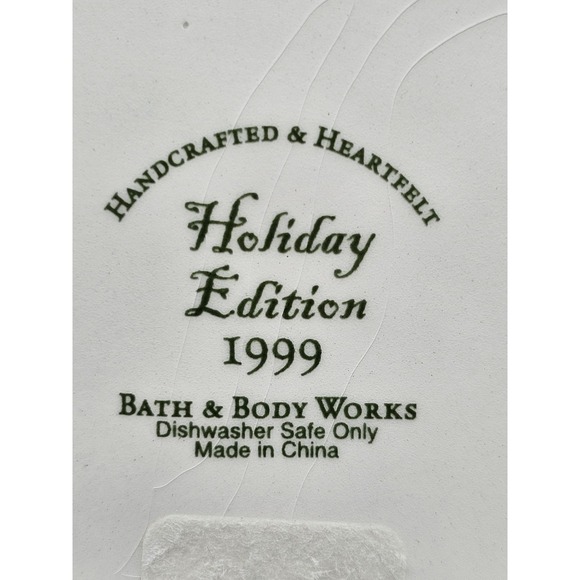 Handcrafted & Heartfelt
Holiday
Edition
1999
Bath & Body Works
Dishwasher Safe Only
Made in China